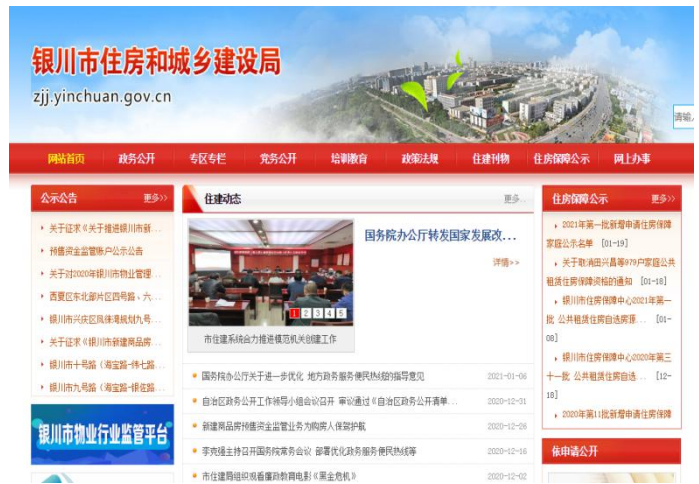 银川市住房和城乡建设局
zjj.yinchuan.gov.cn
请输
网站首页 政务公开 专区专栏 党务公开 培训教育 政策法规 住建刊物 住房保障公示 网上办事
公示公告 更多>>
关于征求《关于推进银川市新...
预售资金监管账户公示公告
关于对2020年银川市物业管理...
西夏区东北部片区四号路、六...
银川市兴庆区凤徕湾规划九号...
关于征求《银川市新建商品房...
银川市十号路（海宝路-伟七路...
银川市九号路（海宝路-银佐路...
银川市物业行业监管平台
住建动态 更多..
国务院办公厅转发国家发展改...
详情>>
1 2 3 4 5
市住建系统合力推进模范机关创建工作
国务院办公厅关于进一步优化 地方政务服务便民热线的指导意见 2021-01-06
自治区政务公开工作领导小组会议召开 审议通过《自治区政务公开清单... 2020-12-31
新建商品房预售资金监管业务为购房人保驾护航 2020-12-26
李克强主持召开国务院常务会议 部署优化政务服务便民热线等 2020-12-16
市住建局组织观看廉政教育电影《黑金危机》 2020-12-02
住房保障公示 更多>>
2021年第一批新增申请住房保障
家庭公示名单 [01-19]
关于取消田兴昌等979户家庭公共
租赁住房保障资格的通知 [01-18]
银川市住房保障中心2021年第一
批 公共租赁住房自选房源... [01-
08]
银川市住房保障中心2020年第三
十一批 公共租赁住房自选... [12-
18]
2020年第11批新增申请住房保障
依申请公开